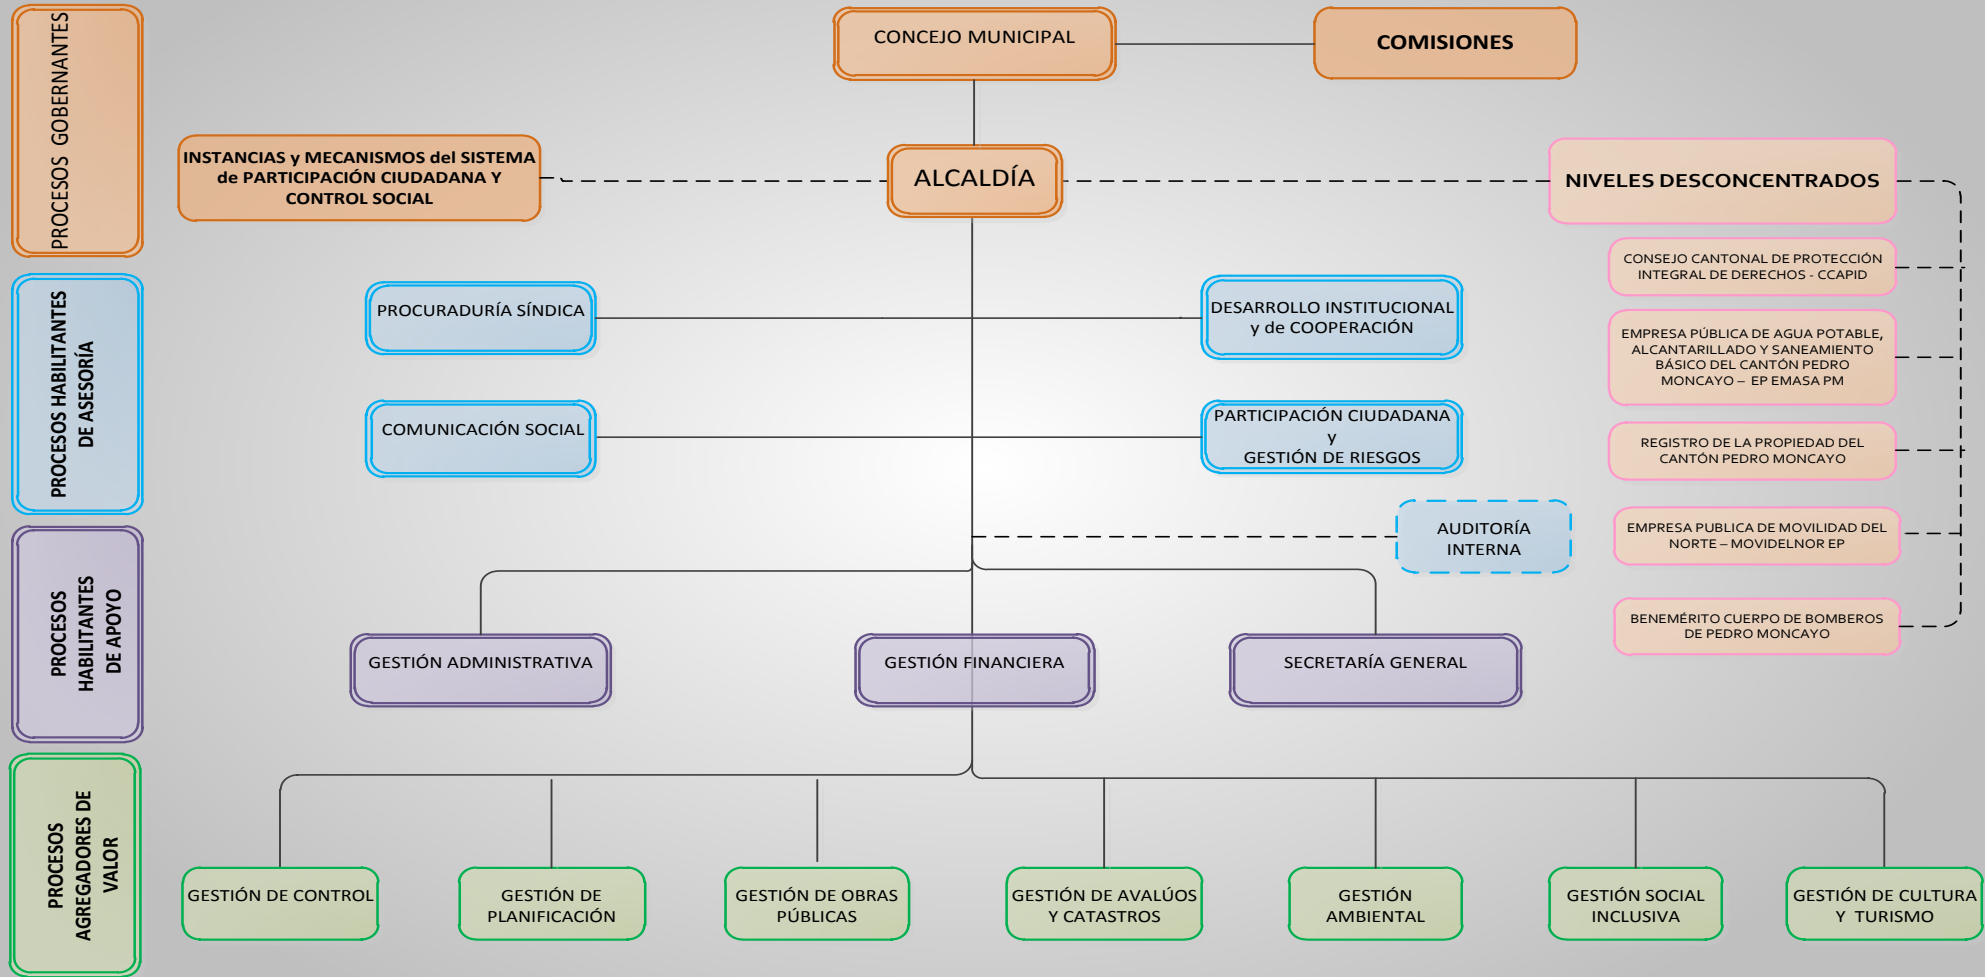 PROCESOS GOBERNANTES
CONCEJO MUNICIPAL
COMISIONES
INSTANCIAS y MECANISMOS del SISTEMA
de PARTICIPACIÓN CIUDADANA Y
CONTROL SOCIAL
ALCALDÍA
NIVELES DESCONCENTRADOS
CONSEJO CANTONAL DE PROTECCIÓN
INTEGRAL DE DERECHOS - CCAPID
EMPRESA PÚBLICA DE AGUA POTABLE,
ALCANTARILLADO Y SANEAMIENTO
BÁSICO DEL CANTÓN PEDRO
MONCAYO – EP EMASA PM
REGISTRO DE LA PROPIEDAD DEL
CANTÓN PEDRO MONCAYO
EMPRESA PUBLICA DE MOVILIDAD DEL
NORTE – MOVIDELNOR EP
BENEMÉRITO CUERPO DE BOMBEROS
DE PEDRO MONCAYO
PROCESOS HABILITANTES
DE ASESORÍA
PROCURADURÍA SÍNDICA
DESARROLLO INSTITUCIONAL
y de COOPERACIÓN
COMUNICACIÓN SOCIAL
PARTICIPACIÓN CIUDADANA
y
GESTIÓN DE RIESGOS
AUDITORÍA
INTERNA
PROCESOS
HABILITANTES
DE APOYO
GESTIÓN ADMINISTRATIVA
GESTIÓN FINANCIERA
SECRETARÍA GENERAL
PROCESOS
AGREGADORES DE
VALOR
GESTIÓN DE CONTROL
GESTIÓN DE
PLANIFICACIÓN
GESTIÓN DE OBRAS
PÚBLICAS
GESTIÓN DE AVALÚOS
Y CATASTROS
GESTIÓN
AMBIENTAL
GESTIÓN SOCIAL
INCLUSIVA
GESTIÓN DE CULTURA
Y TURISMO